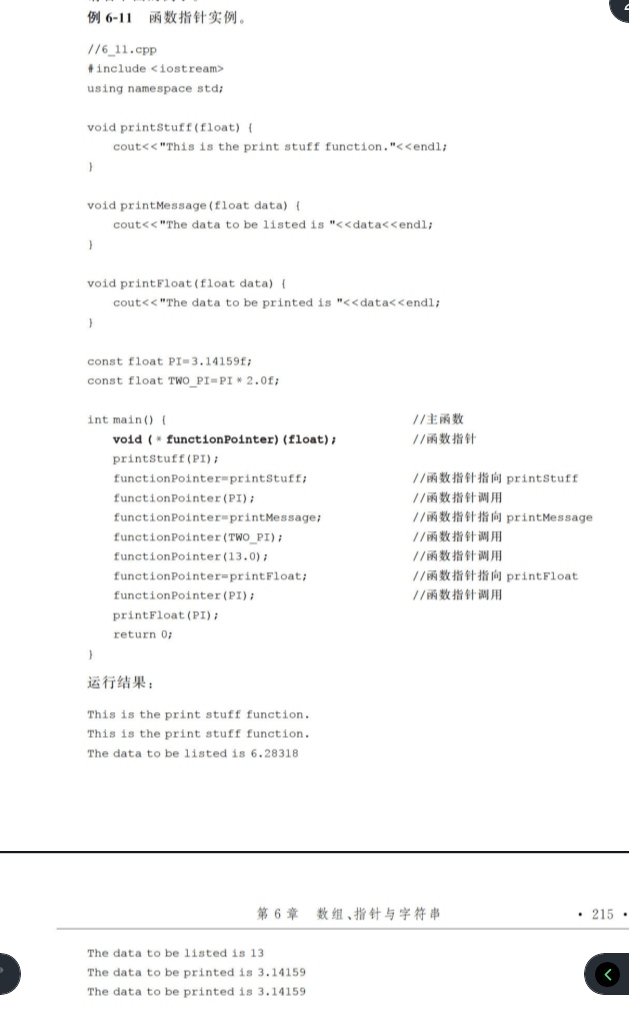 例 6-11 函数指针实例。
//6_11.cpp
#include <iostream>
using namespace std;
void printStuff(float) {
cout<<"This is the print stuff function."<<endl;
}
void printMessage(float data) {
cout<<"The data to be listed is "<<data<<endl;
}
void printFloat(float data) {
cout<<"The data to be printed is "<<data<<endl;
}
const float PI=3.14159f;
const float TWO_PI=PI * 2.0f;
int main() { //主函数
void (* functionPointer)(float); //函数指针
printStuff(PI);
functionPointer=printStuff; //函数指针指向 printStuff
functionPointer(PI); //函数指针调用
functionPointer=printMessage; //函数指针指向 printMessage
functionPointer(TWO_PI); //函数指针调用
functionPointer(13.0); //函数指针调用
functionPointer=printFloat; //函数指针指向 printFloat
functionPointer(PI); //函数指针调用
printFloat(PI);
return 0;
}
运行结果：
This is the print stuff function.
This is the print stuff function.
The data to be listed is 6.28318
第 6 章 数组、指针与字符串 • 215 •
The data to be listed is 13
The data to be printed is 3.14159
The data to be printed is 3.14159